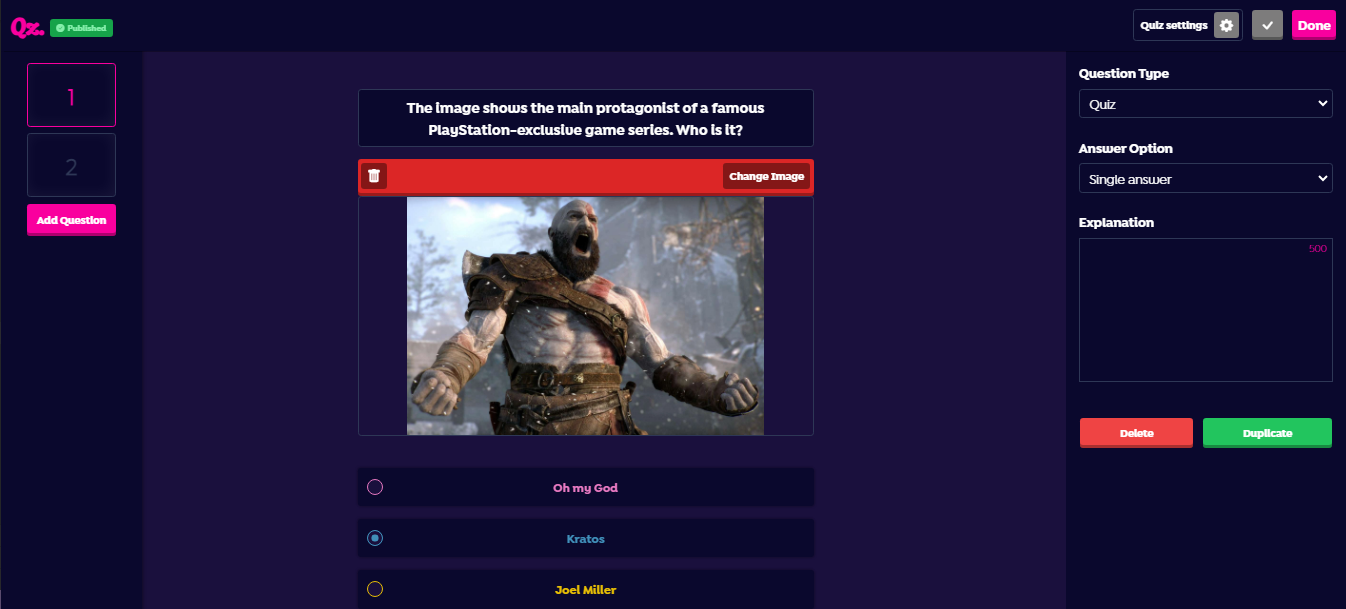 Qz.
Published
Quiz settings
Done
1
2
Add Question
The image shows the main protagonist of a famous
PlayStation-exclusive game series. Who is it?
Change Image
Oh my God
Kratos
Joel Miller
Question Type
Quiz
Answer Option
Single answer
Explanation
500
Delete
Duplicate